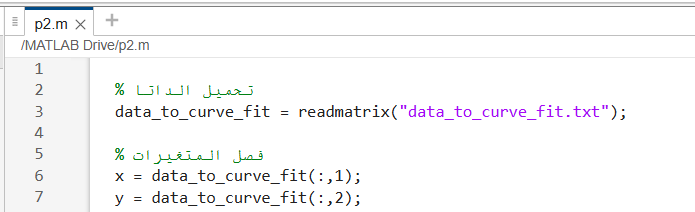 p2.m
/MATLAB Drive/p2.m
1
2 % تحميل الداتا
3 data_to_curve_fit = readmatrix("data_to_curve_fit.txt");
4
5 % فصل المتغيرات
6 x = data_to_curve_fit(:,1);
7 y = data_to_curve_fit(:,2);